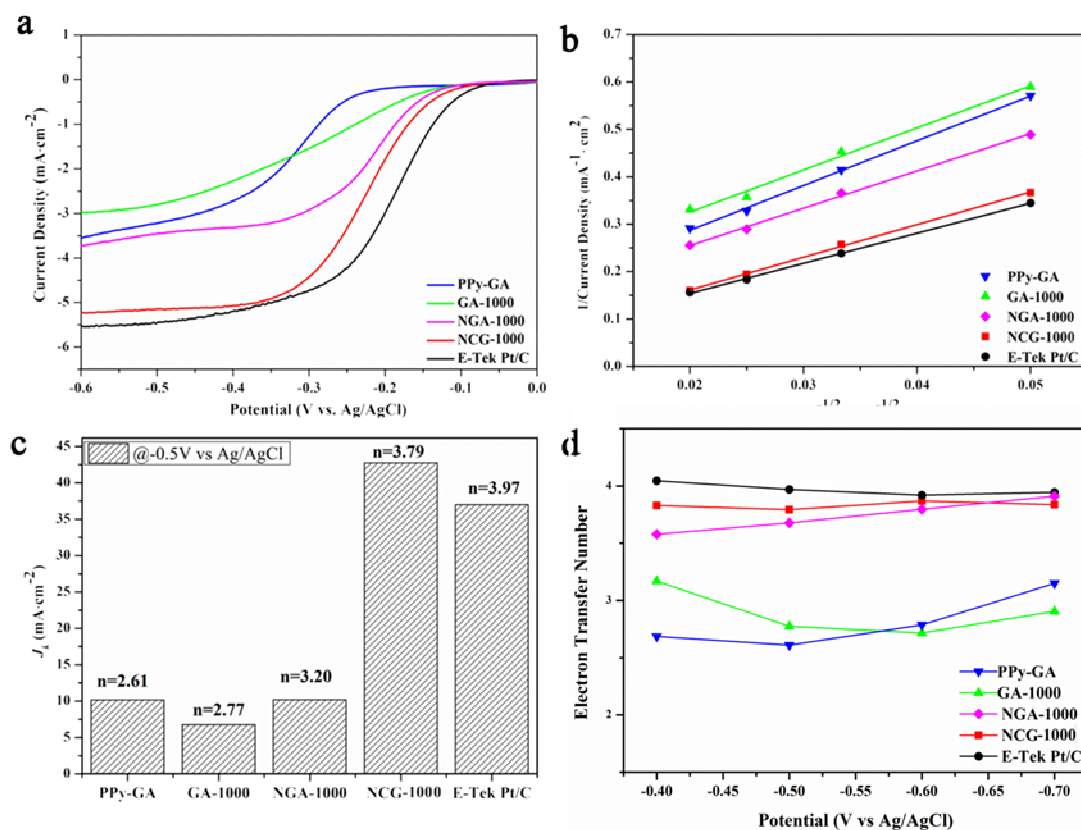 a
0
-1
-2
-3
-4
-5
-6
-0.6 -0.5 -0.4 -0.3 -0.2 -0.1 0.0
Current Density (mA·cm⁻²)
Potential (V vs. Ag/AgCl)
PPy-GA
GA-1000
NGA-1000
NCG-1000
E-Tek Pt/C
b
0.7
0.6
0.5
0.4
0.3
0.2
0.1
0.0
0.02 0.03 0.04 0.05
1/Current Density (mA⁻¹· cm²)
-1/2 -1/2
PPy-GA
GA-1000
NGA-1000
NCG-1000
E-Tek Pt/C
c
@-0.5V vs Ag/AgCl
45
40
35
30
25
20
15
10
5
0
Jk (mA·cm⁻²)
n=2.61
n=2.77
n=3.20
n=3.79
n=3.97
PPy-GA GA-1000 NGA-1000 NCG-1000 E-Tek Pt/C
d
4
3
2
-0.40 -0.45 -0.50 -0.55 -0.60 -0.65 -0.70
Electron Transfer Number
Potential (V vs Ag/AgCl)
PPy-GA
GA-1000
NGA-1000
NCG-1000
E-Tek Pt/C